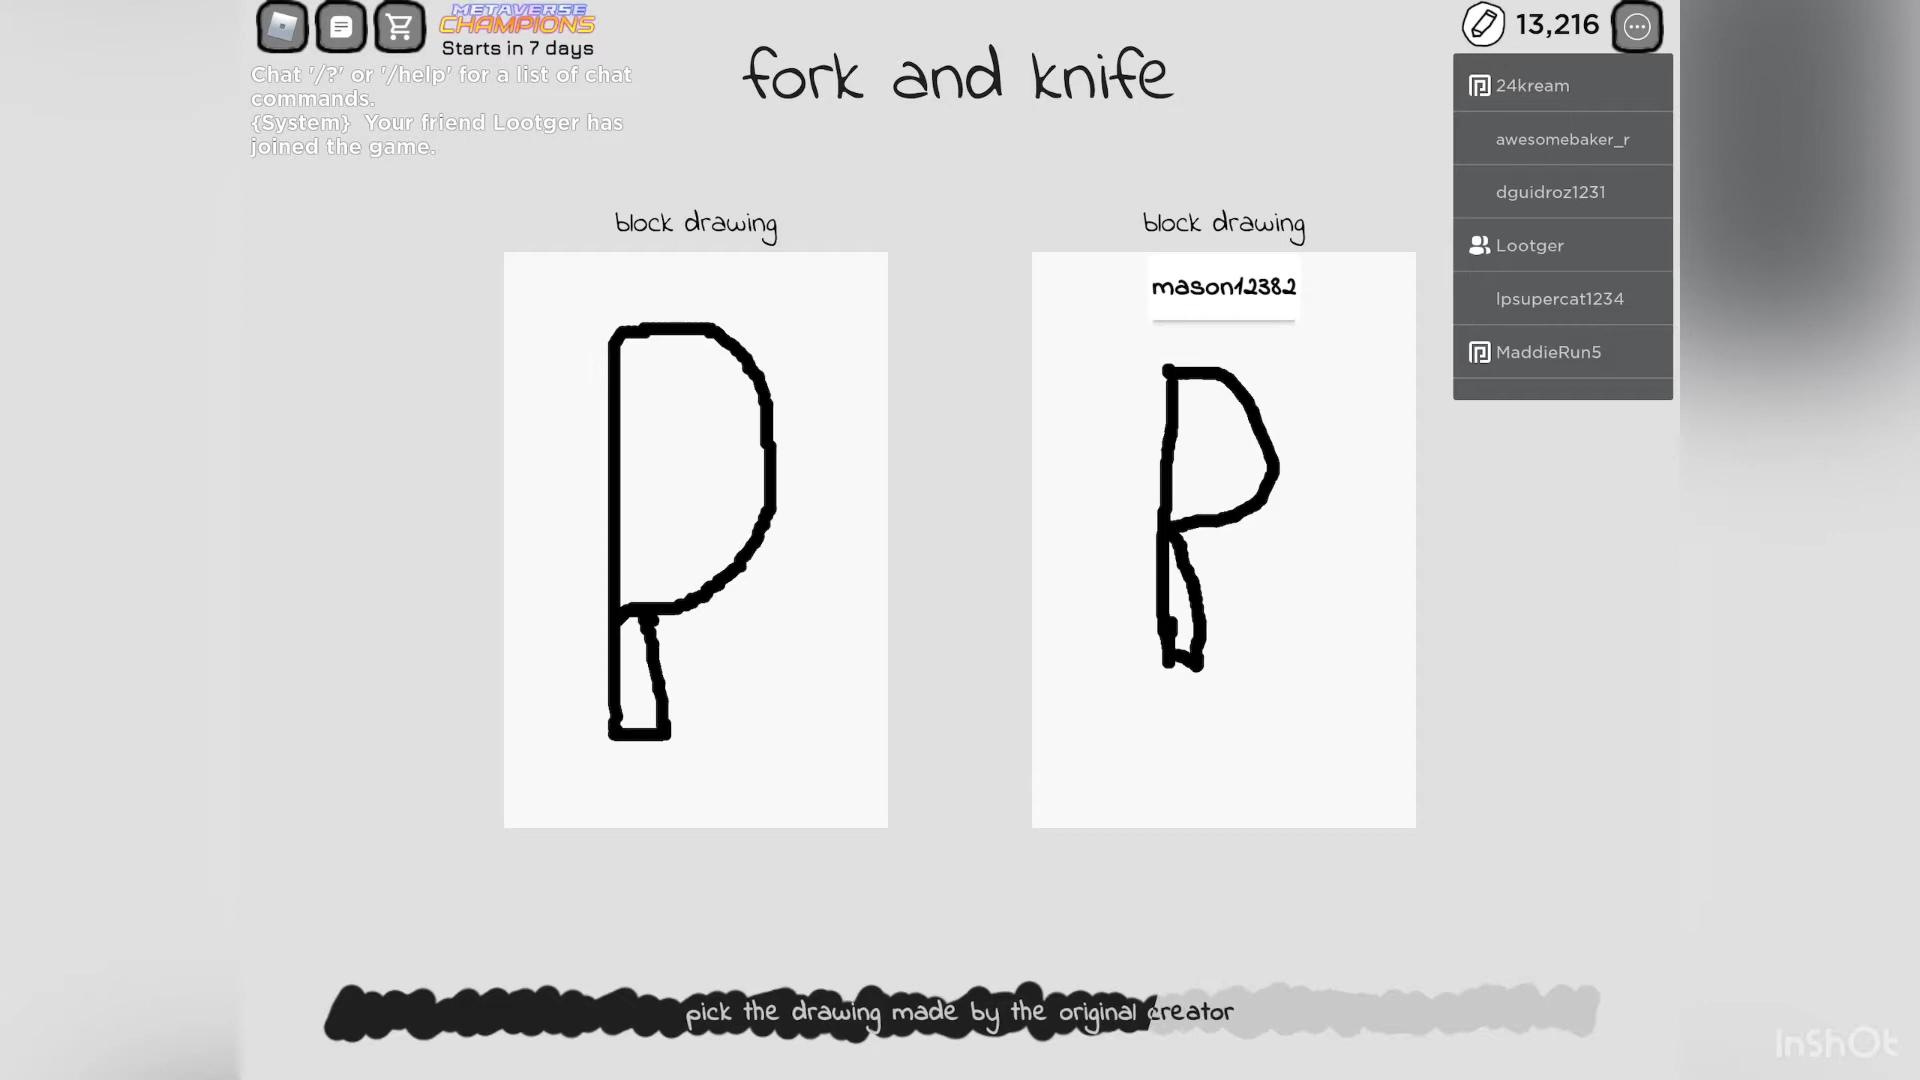 METAVERSE
CHAMPIONS
Starts in 7 days
Chat '/?' or '/help' for a list of chat
commands.
{System} Your friend Lootger has
joined the game.
fork and knife
13,216
24kream
awesomebaker_r
dguidroz1231
Lootger
lpsupercat1234
MaddieRun5
block drawing
block drawing
mason12382
pick the drawing made by the original creator
InShOt